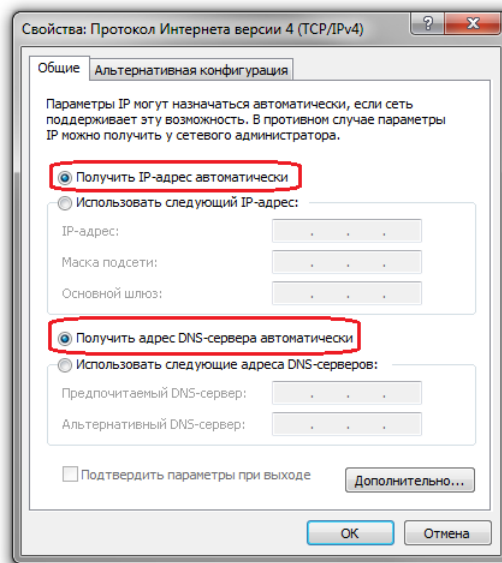 Свойства: Протокол Интернета версии 4 (TCP/IPv4)
?
Общие Альтернативная конфигурация
Параметры IP могут назначаться автоматически, если сеть
поддерживает эту возможность. В противном случае параметры
IP можно получить у сетевого администратора.
Получить IP-адрес автоматически
Использовать следующий IP-адрес:
IP-адрес: . . .
Маска подсети: . . .
Основной шлюз: . . .
Получить адрес DNS-сервера автоматически
Использовать следующие адреса DNS-серверов:
Предпочитаемый DNS-сервер: . . .
Альтернативный DNS-сервер: . . .
Подтвердить параметры при выходе
Дополнительно...
ОК Отмена